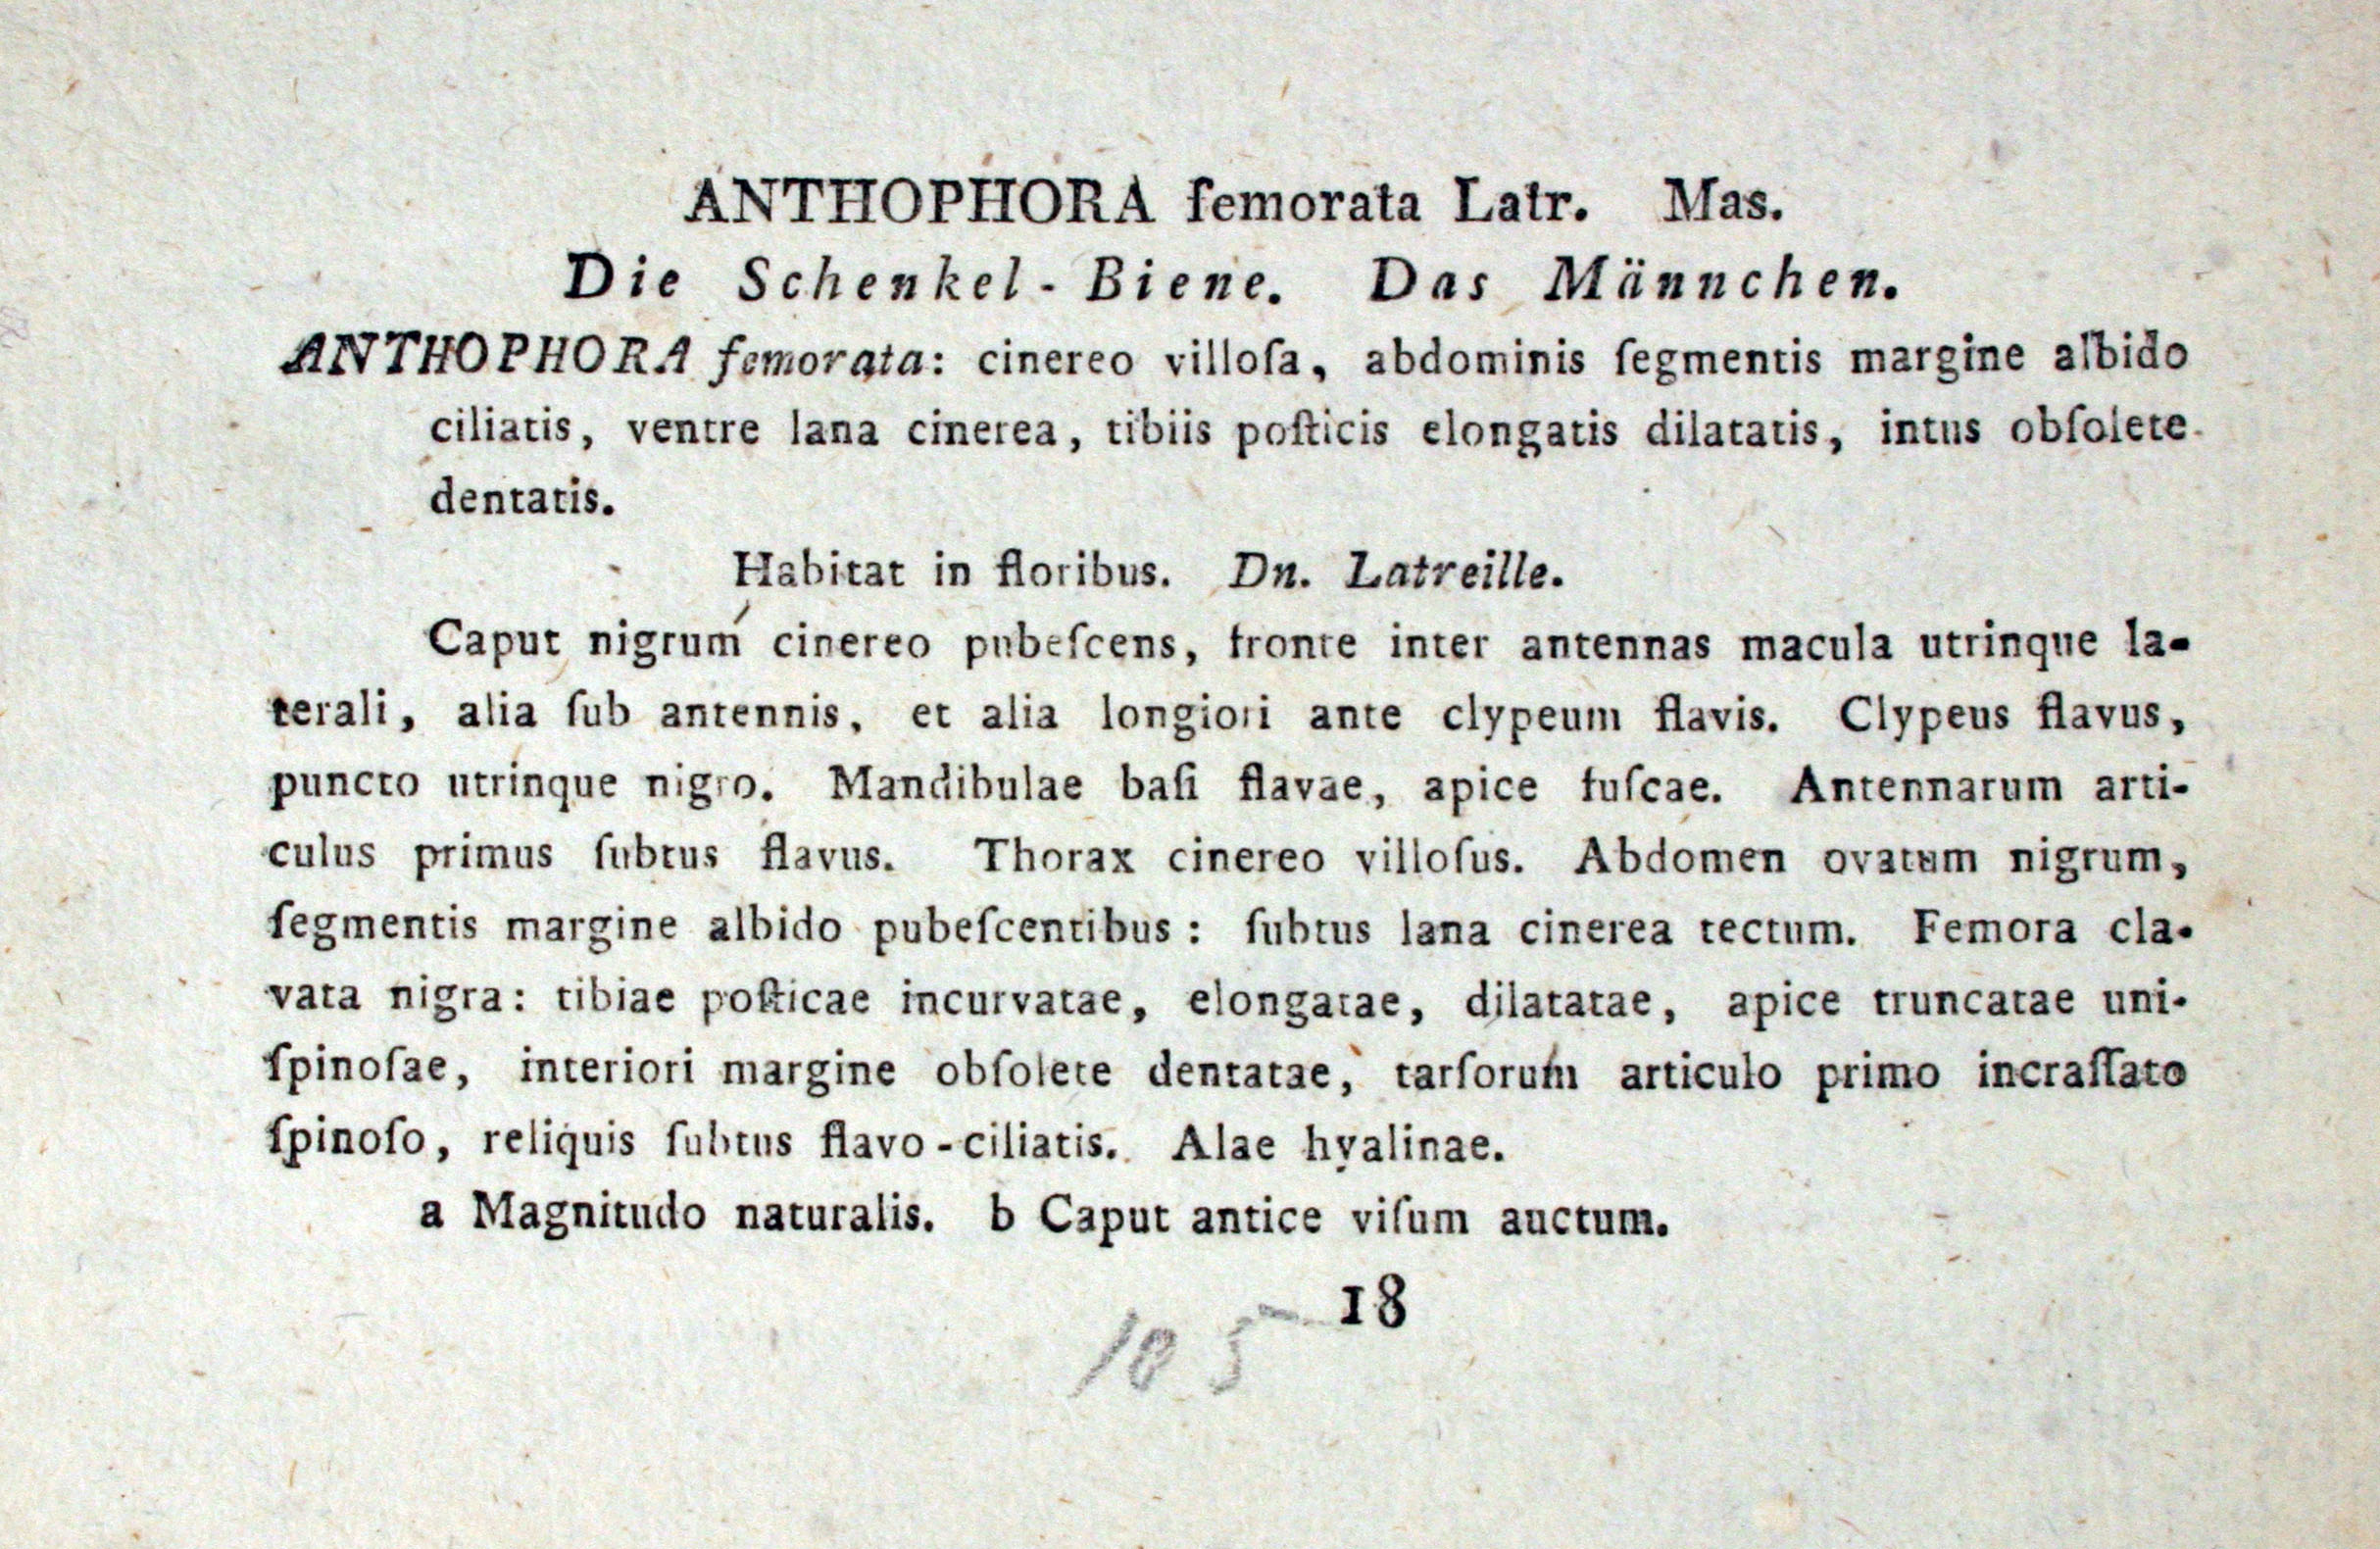 ANTHOPHORA femorata Latr. Mas.
Die Schenkel-Biene. Das Männchen.
ANTHOPHORA femorata: cinereo villoſa, abdominis ſegmentis margine albido
ciliatis, ventre lana cinerea, tibiis poſticis elongatis dilatatis, intus obſolete
dentatis.
Habitat in floribus. Dn. Latreille.
Caput nigrum cinereo pubeſcens, fronte inter antennas macula utrinque la-
terali, alia ſub antennis, et alia longiori ante clypeum flavis. Clypeus flavus,
puncto utrinque nigro. Mandibulae baſi flavae, apice fuſcae. Antennarum arti-
culus primus ſubtus flavus. Thorax cinereo villoſus. Abdomen ovatum nigrum,
ſegmentis margine albido pubeſcentibus: ſubtus lana cinerea tectum. Femora cla-
vata nigra: tibiae poſticae incurvatae, elongatae, dilatatae, apice truncatae uni-
ſpinoſae, interiori margine obſolete dentatae, tarſorum articulo primo incraſſato
ſpinoſo, reliquis ſubtus flavo-ciliatis. Alae hyalinae.
a Magnitudo naturalis. b Caput antice viſum auctum.
18
105